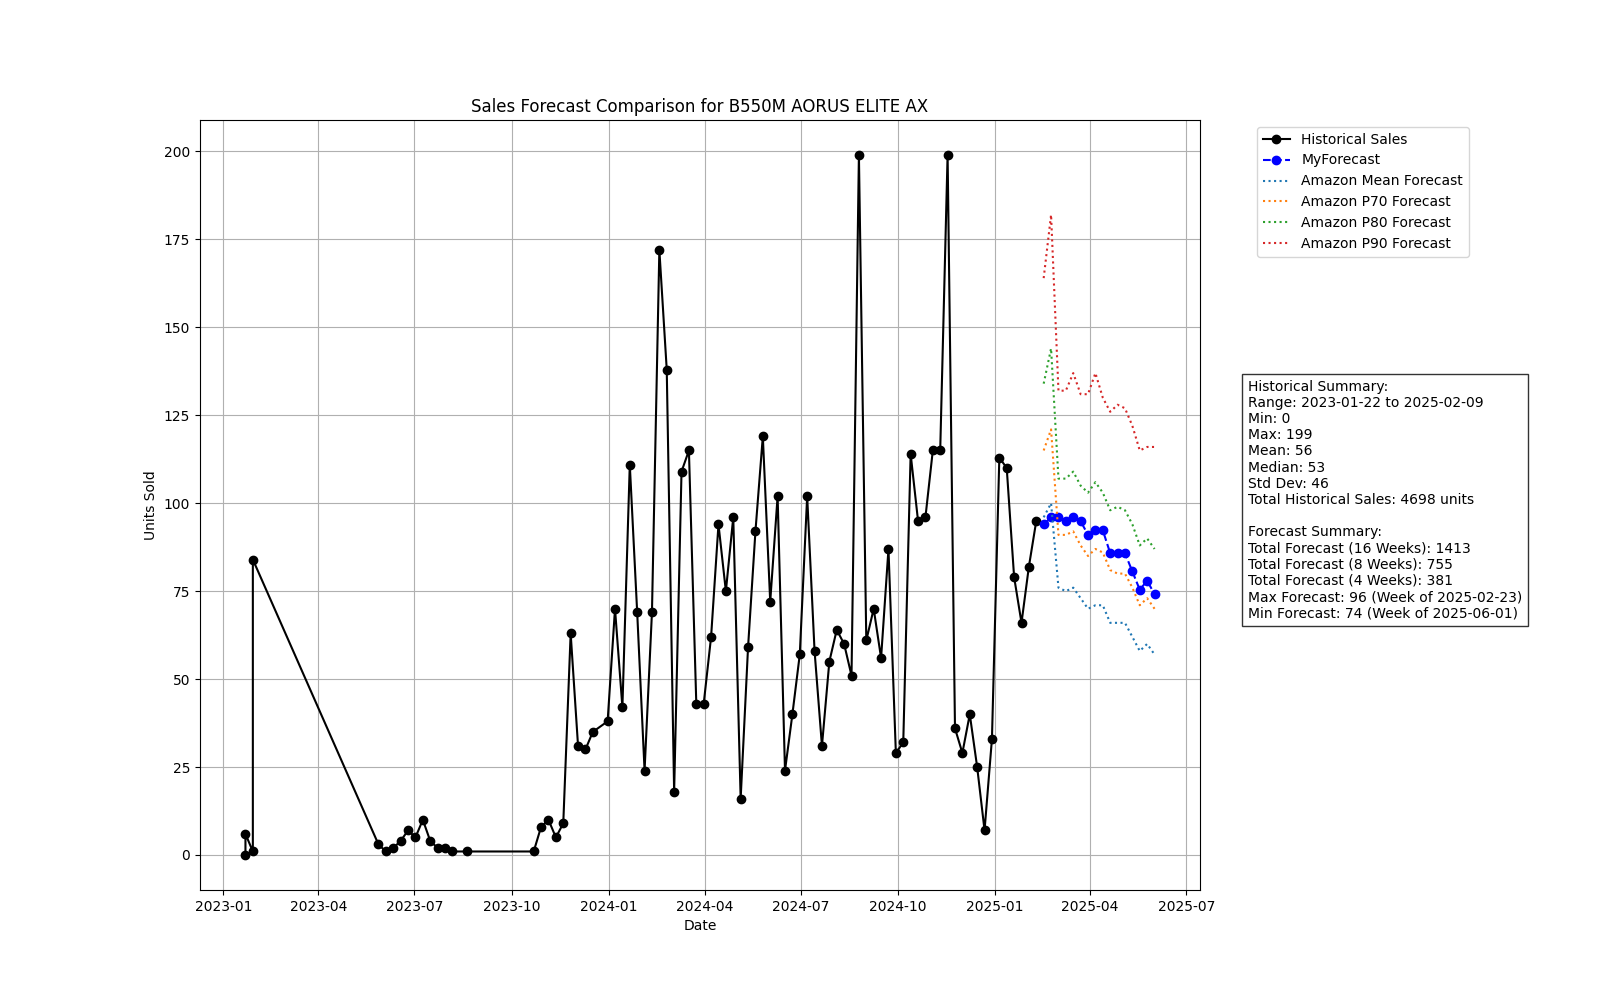 Sales Forecast Comparison for B550M AORUS ELITE AX
Historical Sales
MyForecast
Amazon Mean Forecast
Amazon P70 Forecast
Amazon P80 Forecast
Amazon P90 Forecast
Historical Summary:
Range: 2023-01-22 to 2025-02-09
Min: 0
Max: 199
Mean: 56
Median: 53
Std Dev: 46
Total Historical Sales: 4698 units
Forecast Summary:
Total Forecast (16 Weeks): 1413
Total Forecast (8 Weeks): 755
Total Forecast (4 Weeks): 381
Max Forecast: 96 (Week of 2025-02-23)
Min Forecast: 74 (Week of 2025-06-01)
Units Sold
200
175
150
125
100
75
50
25
0
2023-01
2023-04
2023-07
2023-10
2024-01
2024-04
2024-07
2024-10
2025-01
2025-04
2025-07
Date